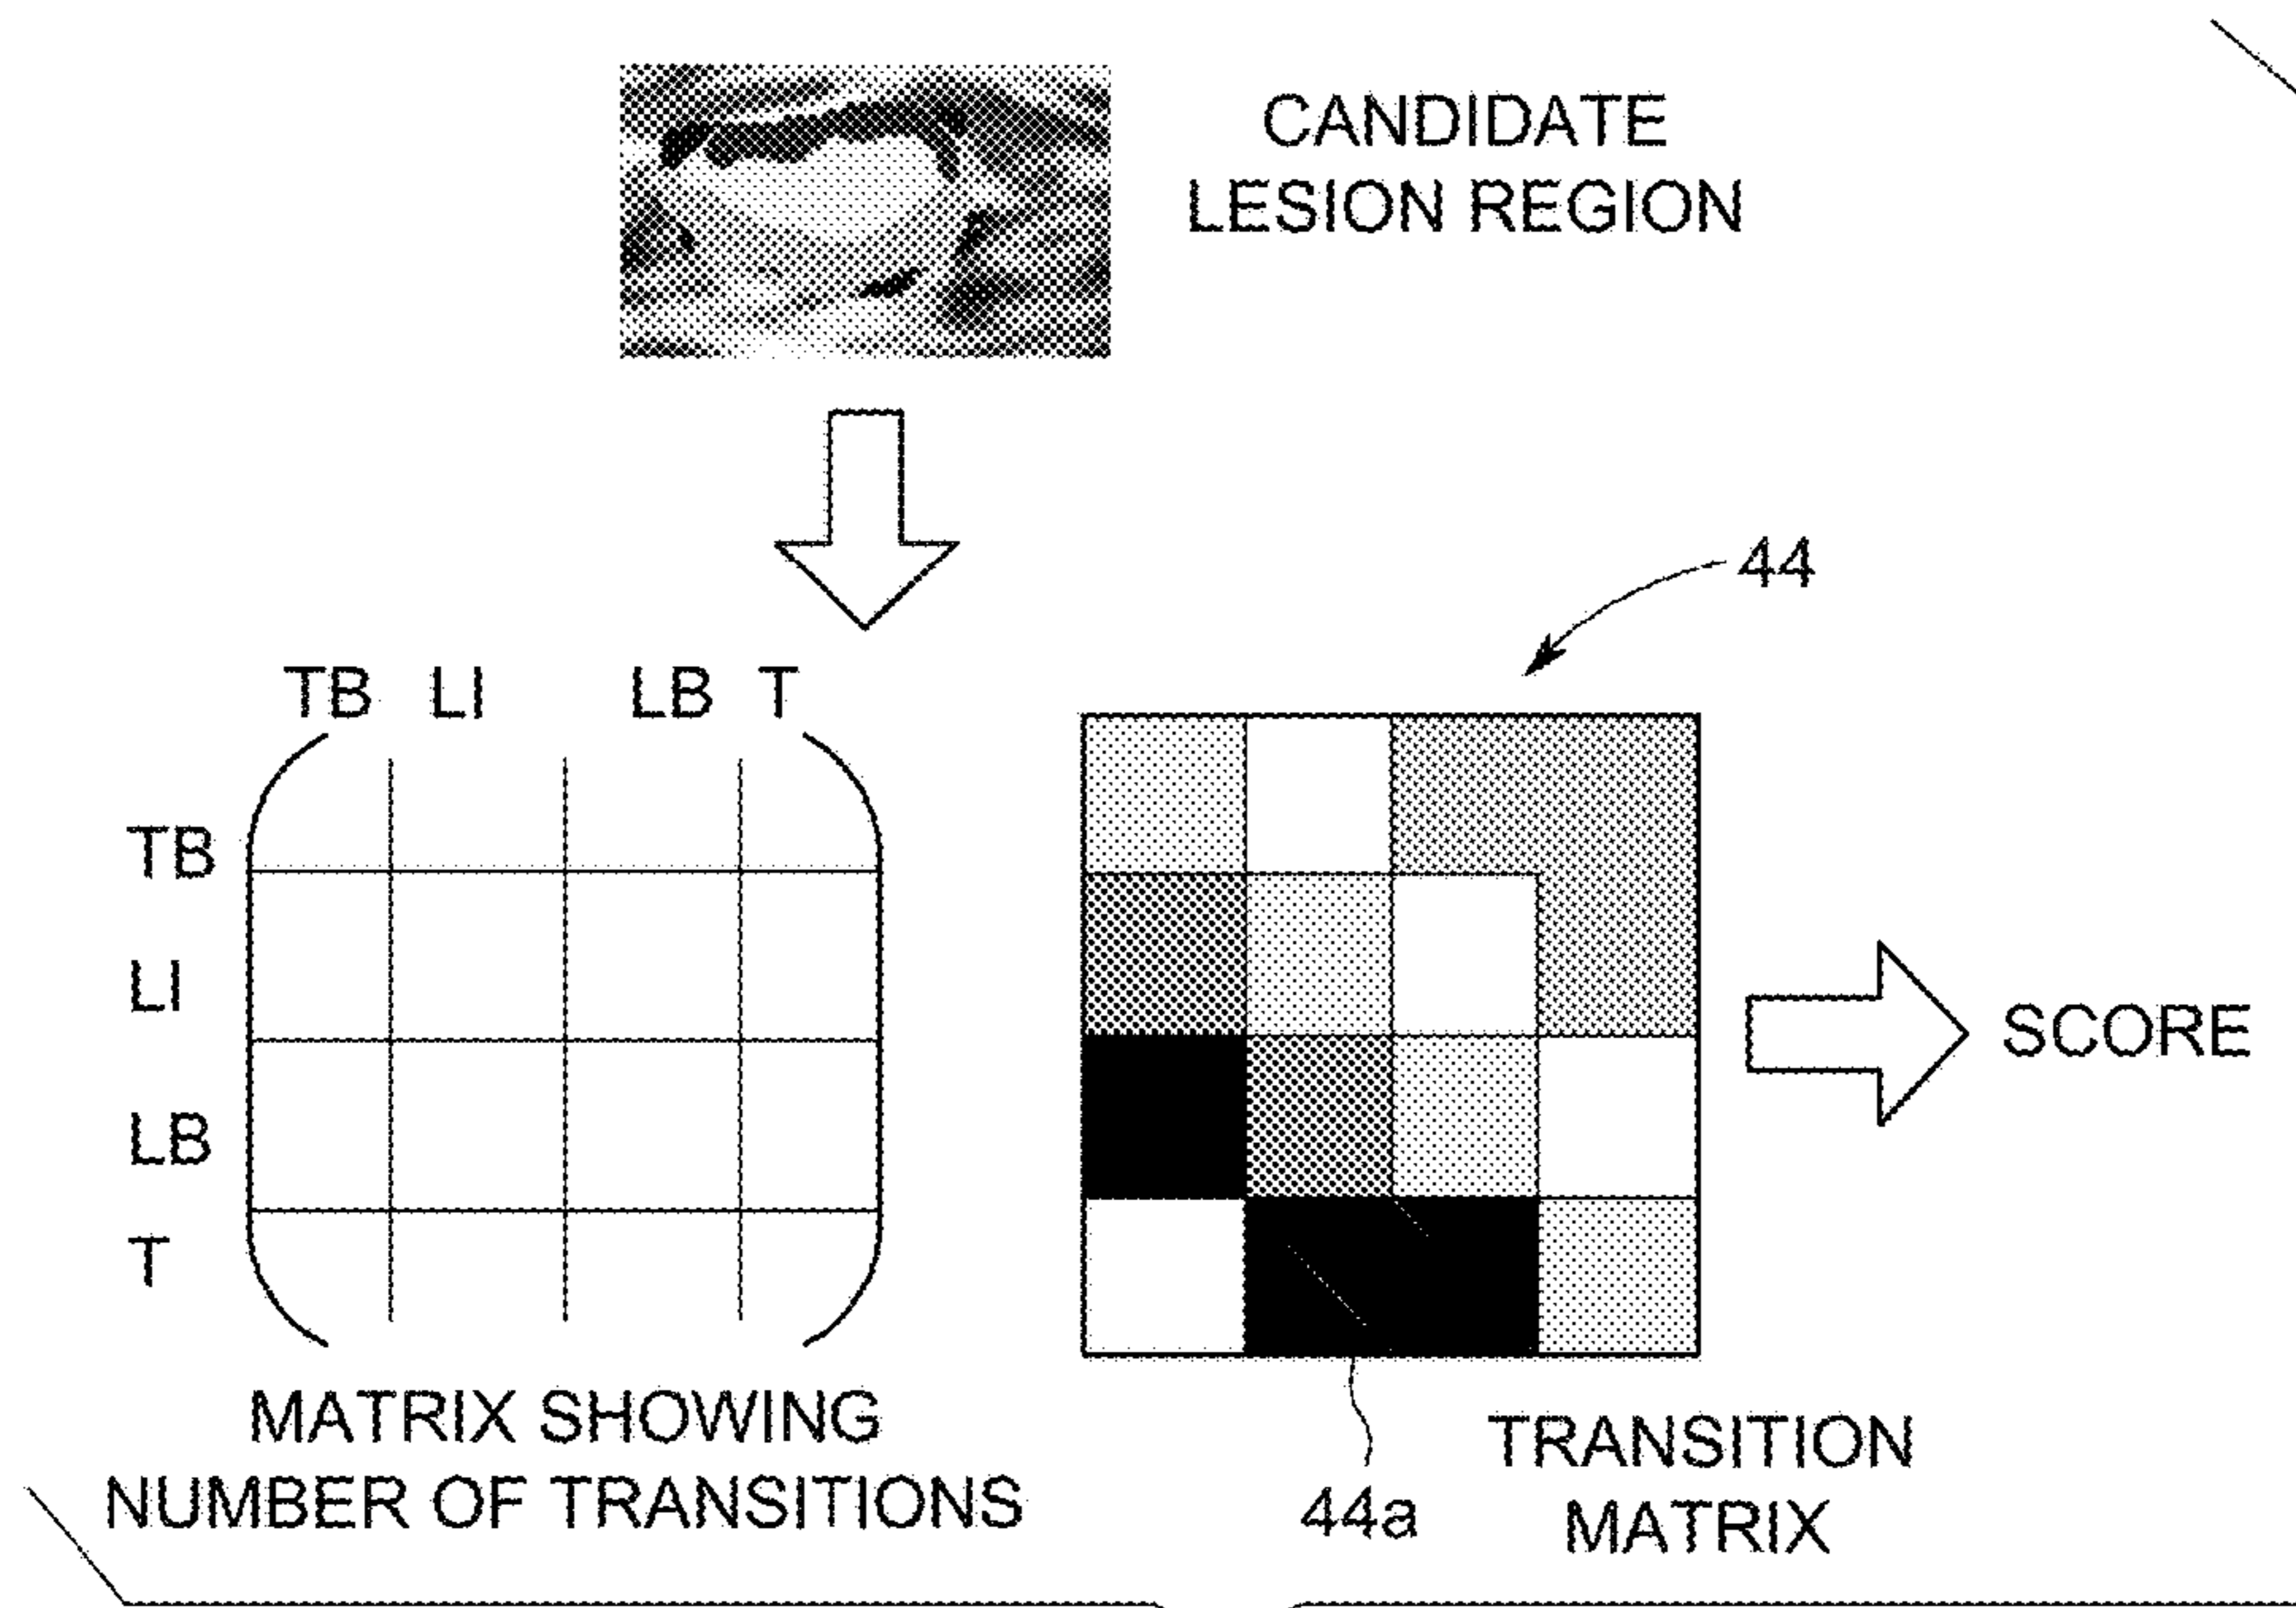 CANDIDATE
LESION REGION
44
TB LI LB T
TB
LI
LB
T
SCORE
MATRIX SHOWING
NUMBER OF TRANSITIONS
44a
TRANSITION
MATRIX